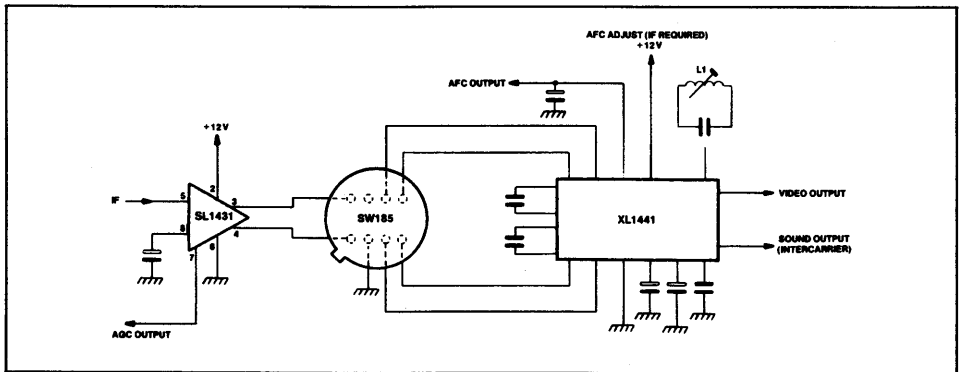 AFC ADJUST (IF REQUIRED)
+12V
L1
AFC OUTPUT
+12V
IF
5
2
3
SL1431
8
4
7
6
SW185
XL1441
VIDEO OUTPUT
SOUND OUTPUT
(INTERCARRIER)
AGC OUTPUT